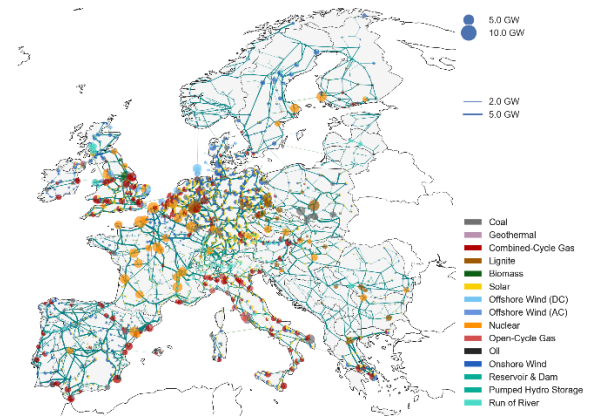 5.0 GW
10.0 GW
2.0 GW
5.0 GW
Coal
Geothermal
Combined-Cycle Gas
Lignite
Biomass
Solar
Offshore Wind (DC)
Offshore Wind (AC)
Nuclear
Open-Cycle Gas
Oil
Onshore Wind
Reservoir & Dam
Pumped Hydro Storage
Run of River